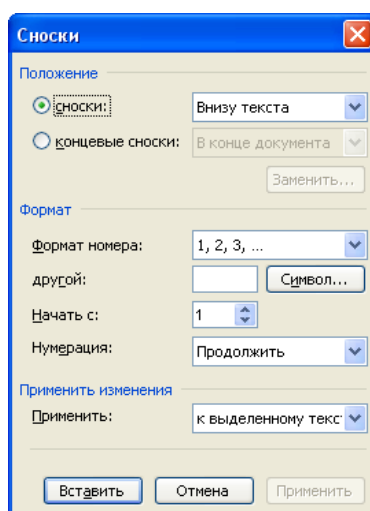 Сноски
Положение
сноски: Внизу текста
концевые сноски: В конце документа
Заменить...
Формат
Формат номера: 1, 2, 3, ...
другой: Символ...
Начать с: 1
Нумерация: Продолжить
Применить изменения
Применить: к выделенному текс
Вставить Отмена Применить